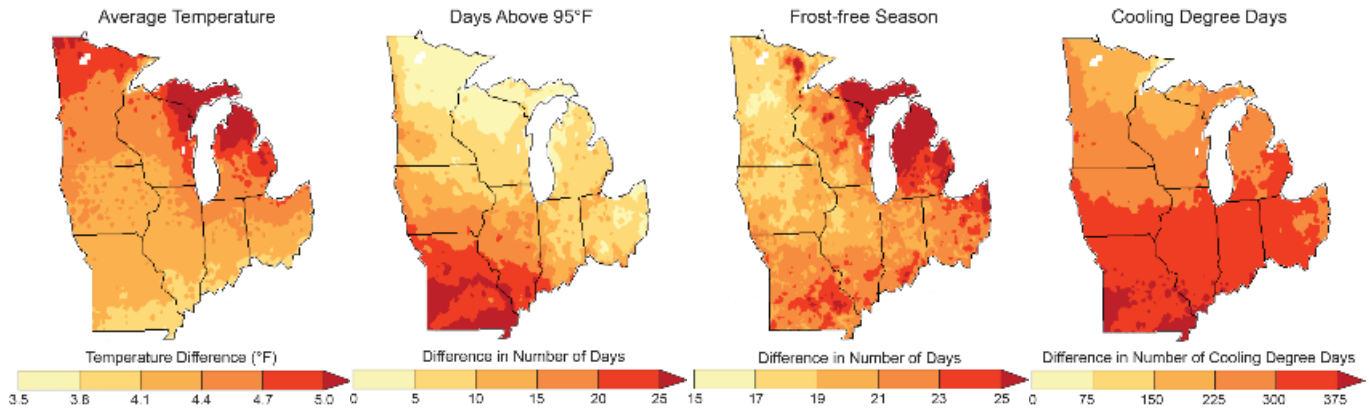 Average Temperature
Days Above 95°F
Frost-free Season
Cooling Degree Days
Temperature Difference (°F)
3.5 3.8 4.1 4.4 4.7 5.0
Difference in Number of Days
0 5 10 15 20 25
Difference in Number of Days
15 17 19 21 23 25
Difference in Number of Cooling Degree Days
0 75 150 225 300 375